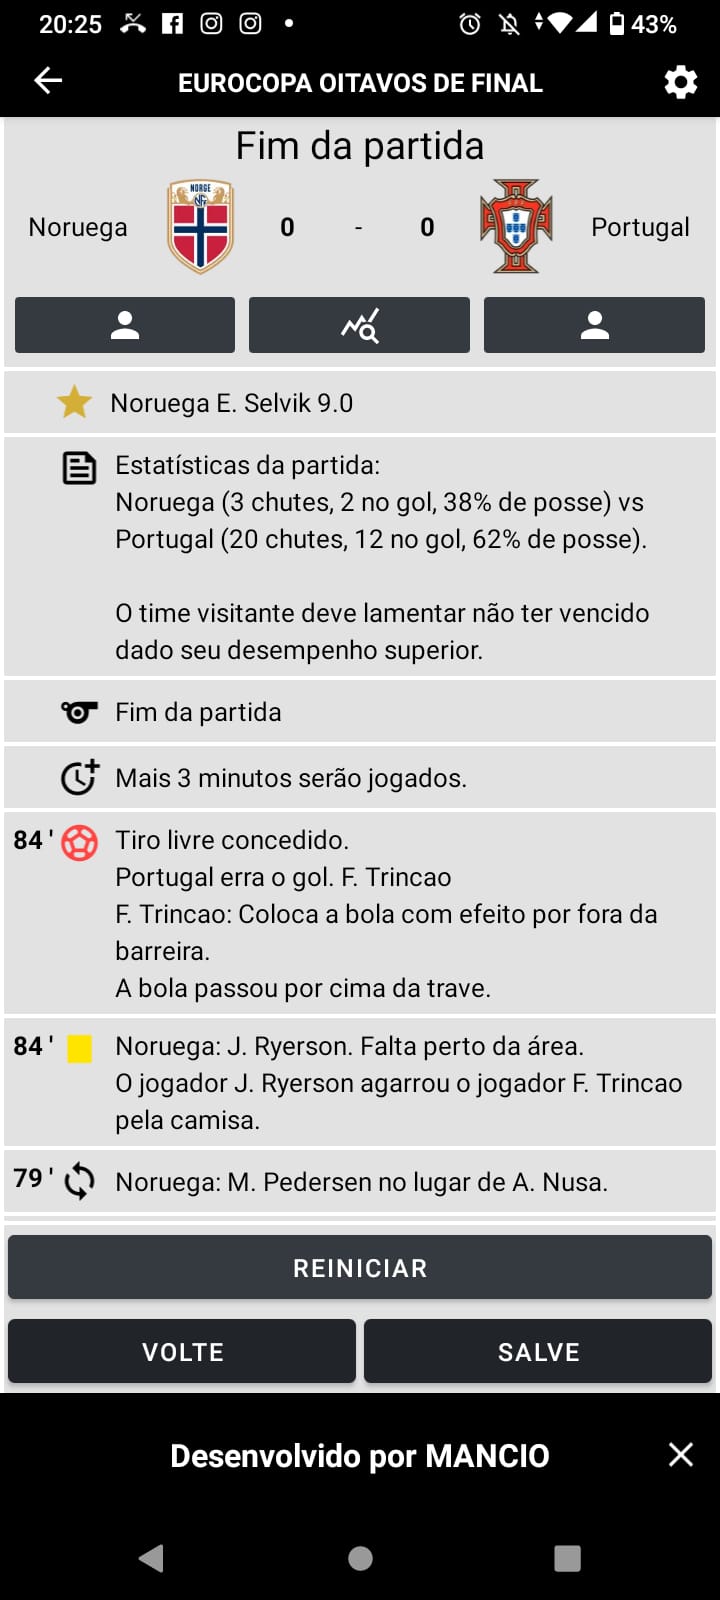 20:25
43%
EUROCOPA OITAVOS DE FINAL
Fim da partida
Noruega 0 - 0 Portugal
NORGE
Noruega E. Selvik 9.0
Estatísticas da partida:
Noruega (3 chutes, 2 no gol, 38% de posse) vs
Portugal (20 chutes, 12 no gol, 62% de posse).
O time visitante deve lamentar não ter vencido
dado seu desempenho superior.
Fim da partida
Mais 3 minutos serão jogados.
84 ' Tiro livre concedido.
Portugal erra o gol. F. Trincao
F. Trincao: Coloca a bola com efeito por fora da
barreira.
A bola passou por cima da trave.
84 ' Noruega: J. Ryerson. Falta perto da área.
O jogador J. Ryerson agarrou o jogador F. Trincao
pela camisa.
79 ' Noruega: M. Pedersen no lugar de A. Nusa.
REINICIAR
VOLTE
SALVE
Desenvolvido por MANCIO